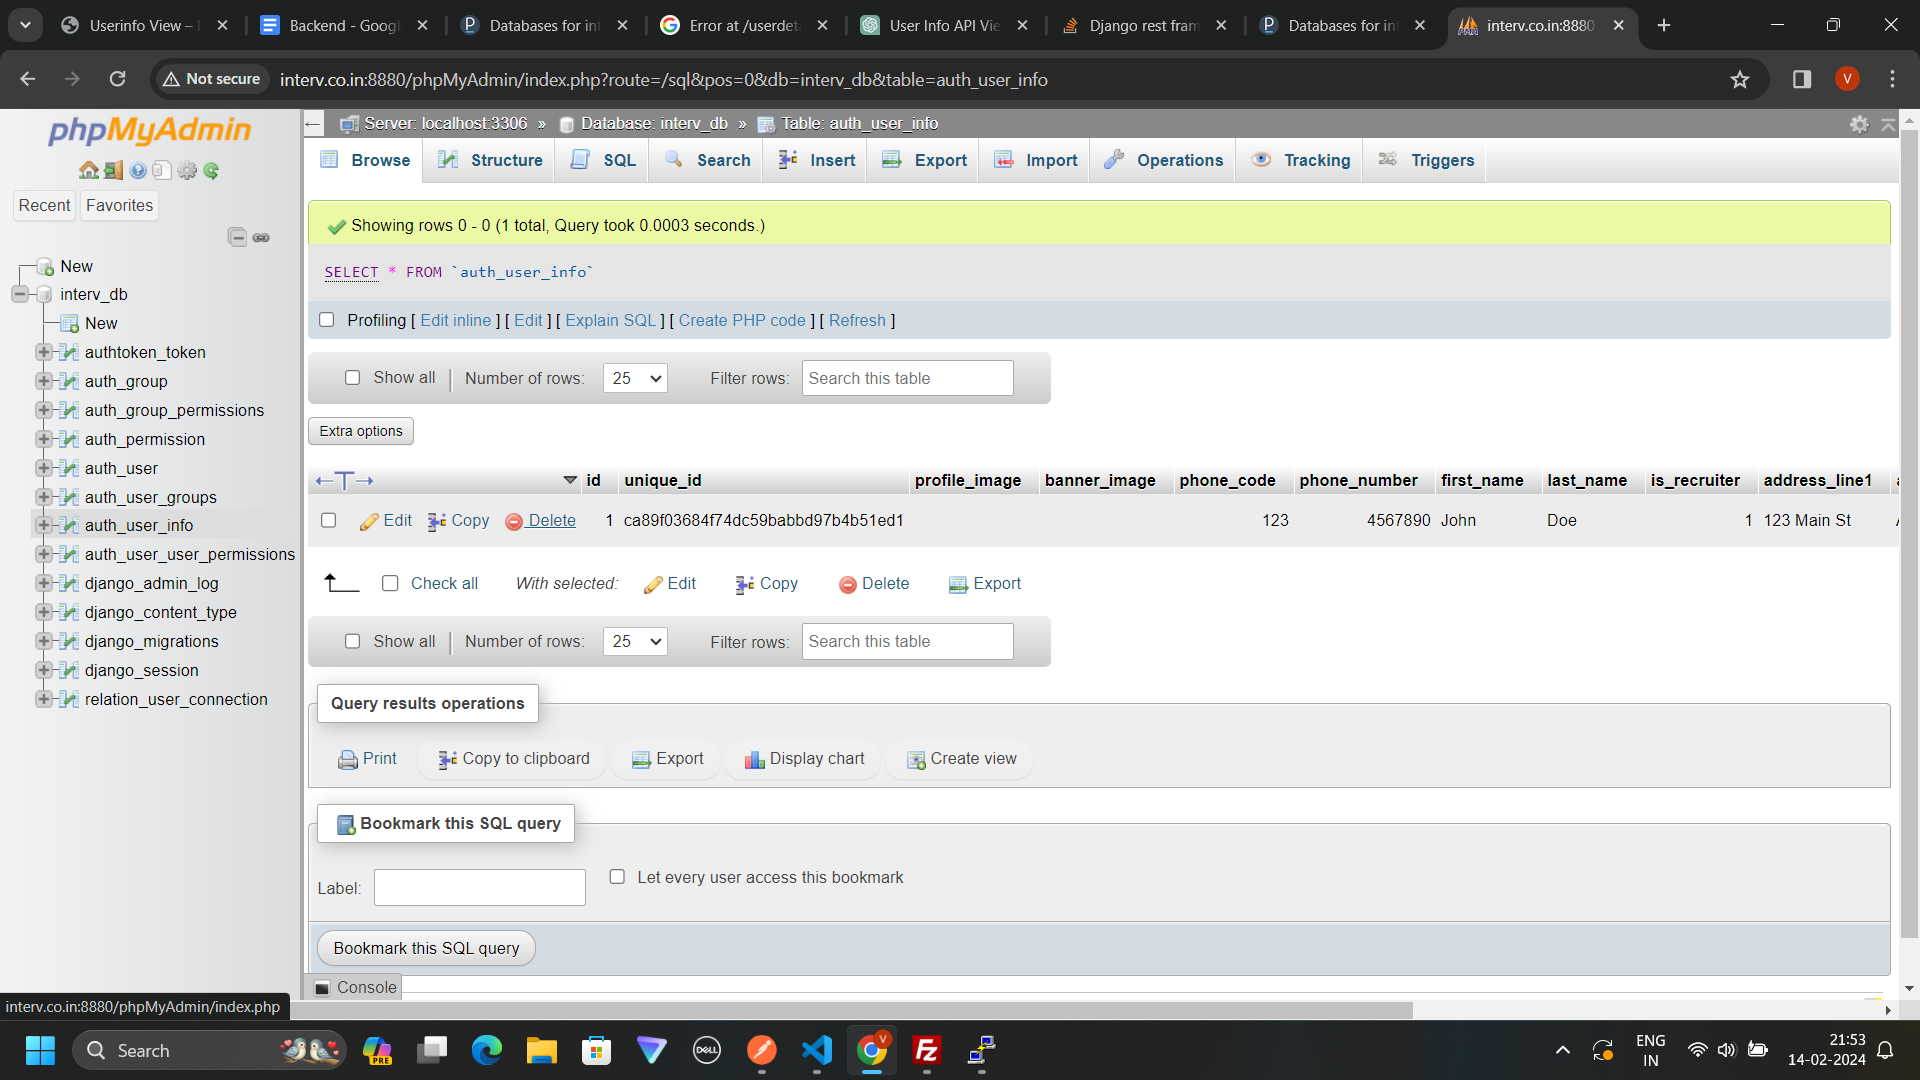 Userinfo View –
Backend - Googl
Databases for in
Error at /userdeta
User Info API Vie
Django rest fram
Databases for in
interv.co.in:8880
Not secure
interv.co.in:8880/phpMyAdmin/index.php?route=/sql&pos=0&db=interv_db&table=auth_user_info
V
phpMyAdmin
Recent
Favorites
New
interv_db
New
authtoken_token
auth_group
auth_group_permissions
auth_permission
auth_user
auth_user_groups
auth_user_info
auth_user_user_permissions
django_admin_log
django_content_type
django_migrations
django_session
relation_user_connection
Server: localhost:3306 » Database: interv_db » Table: auth_user_info
Browse Structure SQL Search Insert Export Import Operations Tracking Triggers
Showing rows 0 - 0 (1 total, Query took 0.0003 seconds.)
SELECT * FROM `auth_user_info`
Profiling [ Edit inline ] [ Edit ] [ Explain SQL ] [ Create PHP code ] [ Refresh ]
Show all Number of rows: 25 Filter rows: Search this table
Extra options
id unique_id profile_image banner_image phone_code phone_number first_name last_name is_recruiter address_line1
Edit Copy Delete 1 ca89f03684f74dc59babbd97b4b51ed1 123 4567890 John Doe 1 123 Main St
Check all With selected: Edit Copy Delete Export
Show all Number of rows: 25 Filter rows: Search this table
Query results operations
Print Copy to clipboard Export Display chart Create view
Bookmark this SQL query
Label: Let every user access this bookmark
Bookmark this SQL query
Console
interv.co.in:8880/phpMyAdmin/index.php
Search
PRE
DELL
V
Fz
ENG
IN
21:53
14-02-2024